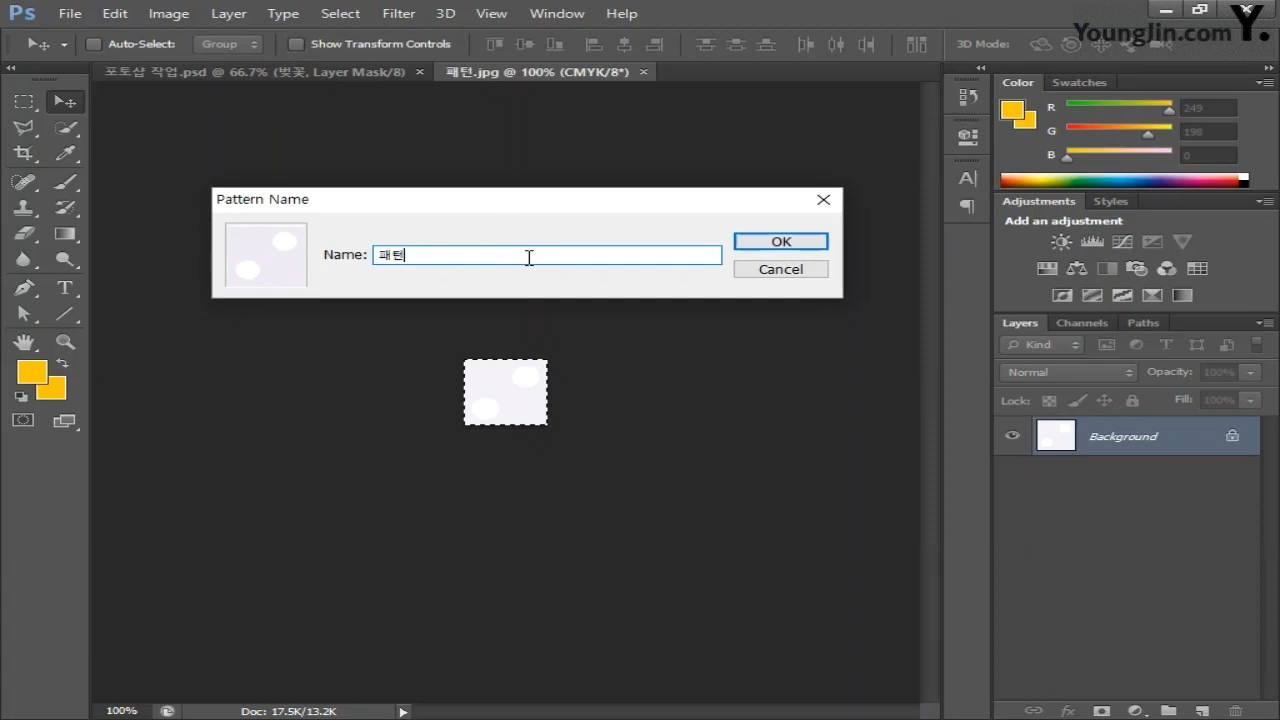 Ps File Edit Image Layer Type Select Filter 3D View Window Help
Younglin.com Y.
Auto-Select: Group Show Transform Controls 3D Mode:
포토샵 작업.psd @ 66.7% (벚꽃, Layer Mask/8) × 패턴.jpg @ 100% (CMYK/8*) ×
Color Swatches
R 249
G 198
B 0
Pattern Name
Name: 패턴
OK
Cancel
Adjustments Styles
Add an adjustment
Layers Channels Paths
Kind
Normal Opacity: 100%
Lock: Fill: 100%
Background
100% Doc: 17.5K/13.2K